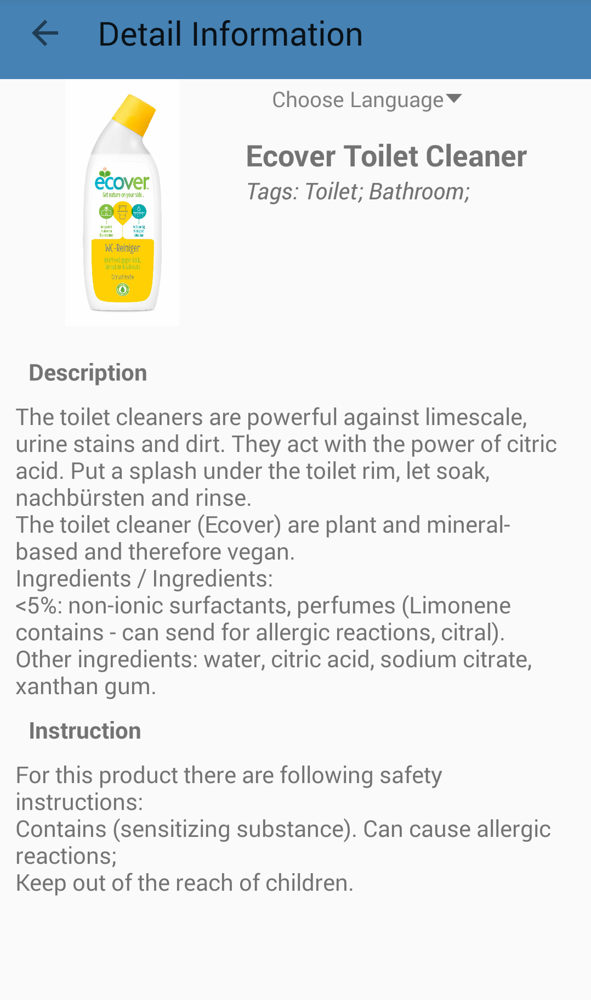 Detail Information
Choose Language
Ecover Toilet Cleaner
Tags: Toilet; Bathroom;
ecover
Get nature on your side.
WC-Reiniger
Kraftvoll gegen Kalk,
Urinstein & Schmutz
Citrusfrische
Description
The toilet cleaners are powerful against limescale,
urine stains and dirt. They act with the power of citric
acid. Put a splash under the toilet rim, let soak,
nachbürsten and rinse.
The toilet cleaner (Ecover) are plant and mineral-
based and therefore vegan.
Ingredients / Ingredients:
<5%: non-ionic surfactants, perfumes (Limonene
contains - can send for allergic reactions, citral).
Other ingredients: water, citric acid, sodium citrate,
xanthan gum.
Instruction
For this product there are following safety
instructions:
Contains (sensitizing substance). Can cause allergic
reactions;
Keep out of the reach of children.